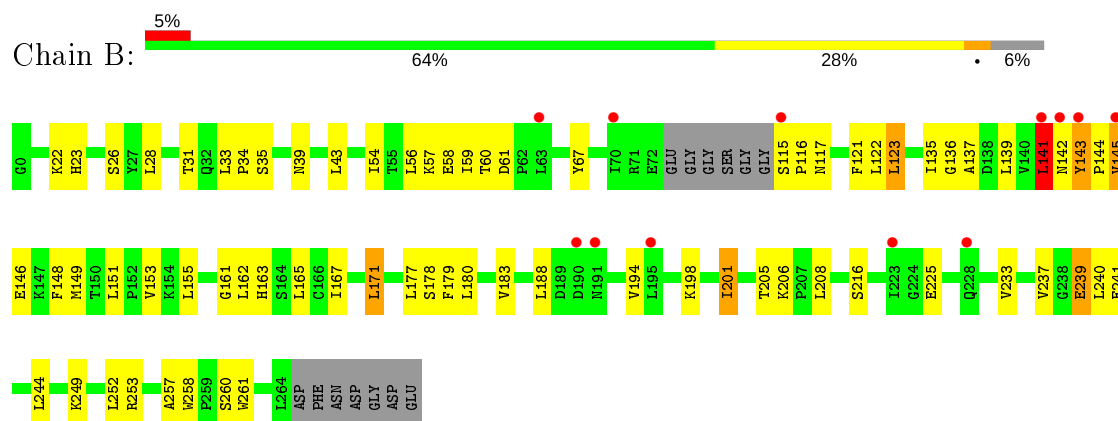 5%
Chain B:
64% 28% • 6%
G0 K22 H23 S26 Y27 L28 T31 Q32 L33 P34 S35 N39 L43 I54 T55 L56 K57 E58 I59 T60 D61 P62 L63 Y67 I70 R71 E72 GLU GLY GLY SER GLY GLY S115 P116 N117 F121 L122 L123 I135 G136 A137 D138 L139 V140 L141 N142 Y143 P144 V145
E146 K147 F148 M149 T150 L151 P152 V153 K154 L155 G161 L162 H163 S164 L165 C166 I167 L171 L177 S178 F179 L180 V183 L188 D189 D190 N191 V194 L195 K198 I201 T205 K206 P207 L208 S216 I223 G224 E225 Q228 V233 V237 G238 E239 L240
L244 K249 L252 R253 A257 W258 P259 S260 W261 L264 ASP PHE ASN ASP GLY ASP GLU